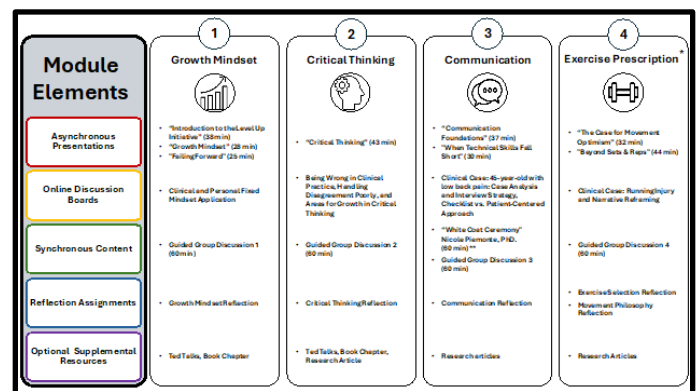 Module
Elements
Asynchronous
Presentations
Online Discussion
Boards
Synchronous Content
Reflection Assignments
Optional Supplemental
Resources
1
Growth Mindset
• "Introduction to the Level Up
Initiative" (38 min)
• "Growth Mindset" (28 min)
• "Failing Forward" (25 min)
• Clinical and Personal Fixed
Mindset Application
• Guided Group Discussion 1
(60 min)
• Growth Mindset Reflection
• Ted Talks, Book Chapter
2
Critical Thinking
• "Critical Thinking" (43 min)
• Being Wrong in Clinical
Practice, Handling
Disagreement Poorly, and
Areas for Growth in Critical
Thinking
• Guided Group Discussion 2
(60 min)
• Critical Thinking Reflection
• Ted Talks, Book Chapter,
Research Article
3
Communication
• "Communication
Foundations" (37 min)
• "When Technical Skills Fall
Short" (30 min)
• Clinical Case: 45-year-old with
low back pain: Case Analysis
and Interview Strategy,
Checklist vs. Patient-Centered
Approach
• "White Coat Ceremony"
Nicole Piemonte, PhD.
(60 min) **
• Guided Group Discussion 3
(60 min)
• Communication Reflection
• Research articles
4
Exercise Prescription*
• "The Case for Movement
Optimism" (32 min)
• "Beyond Sets & Reps" (44 min)
• Clinical Case: Running Injury
and Narrative Reframing
• Guided Group Discussion 4
(60 min)
• Exercise Selection Reflection
• Movement Philosophy
Reflection
• Research Articles